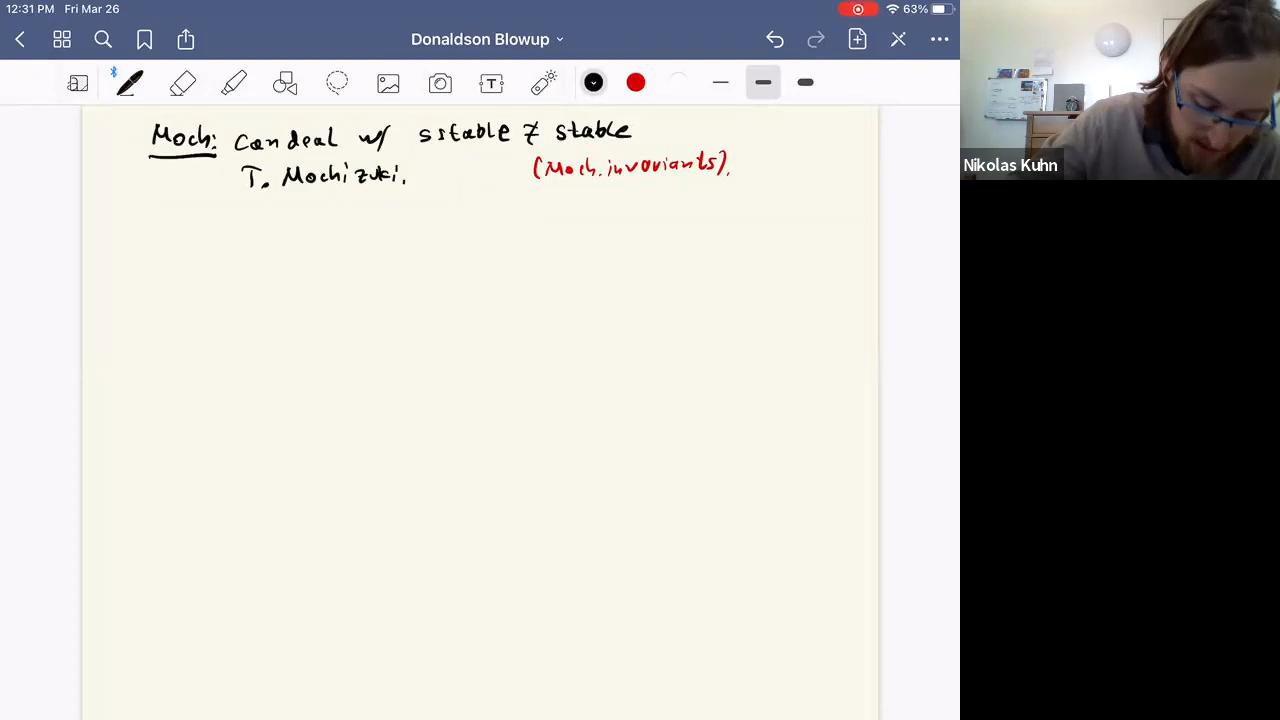 12:31 PM Fri Mar 26
63%
Donaldson Blowup
Moch: Can deal w/ sstable ≠ stable
T. Mochizuki.
(Moch. invariants).
Nikolas Kuhn